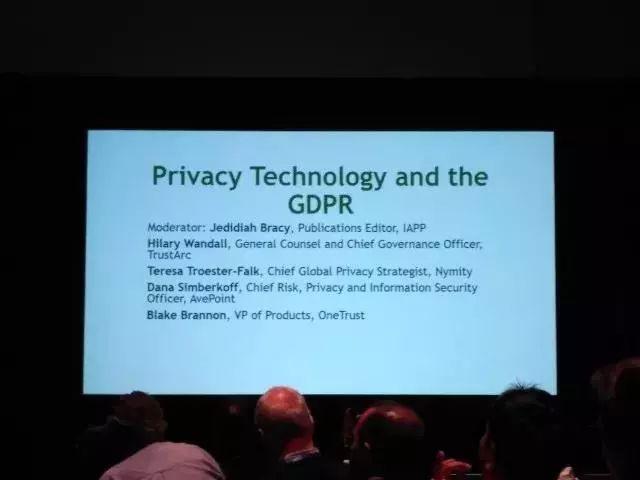 Privacy Technology and the
GDPR
Moderator: Jedidiah Bracy, Publications Editor, IAPP
Hilary Wandall, General Counsel and Chief Governance Officer,
TrustArc
Teresa Troester-Falk, Chief Global Privacy Strategist, Nymity
Dana Simberkoff, Chief Risk, Privacy and Information Security
Officer, AvePoint
Blake Brannon, VP of Products, OneTrust